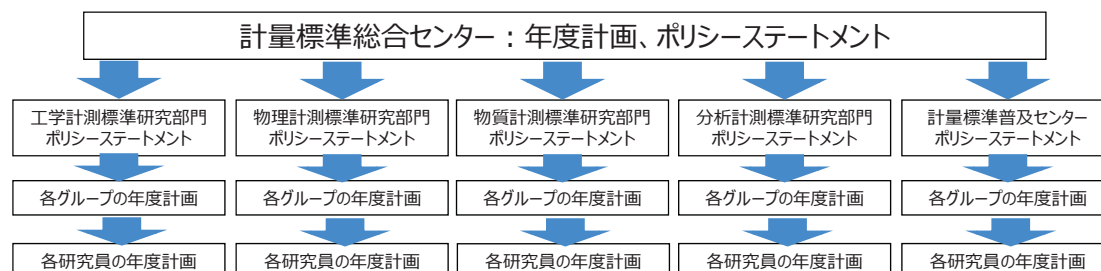 計量標準総合センター：年度計画、ポリシーステートメント
工学計測標準研究部門
ポリシーステートメント
物理計測標準研究部門
ポリシーステートメント
物質計測標準研究部門
ポリシーステートメント
分析計測標準研究部門
ポリシーステートメント
計量標準普及センター
ポリシーステートメント
各グループの年度計画
各グループの年度計画
各グループの年度計画
各グループの年度計画
各グループの年度計画
各研究員の年度計画
各研究員の年度計画
各研究員の年度計画
各研究員の年度計画
各研究員の年度計画